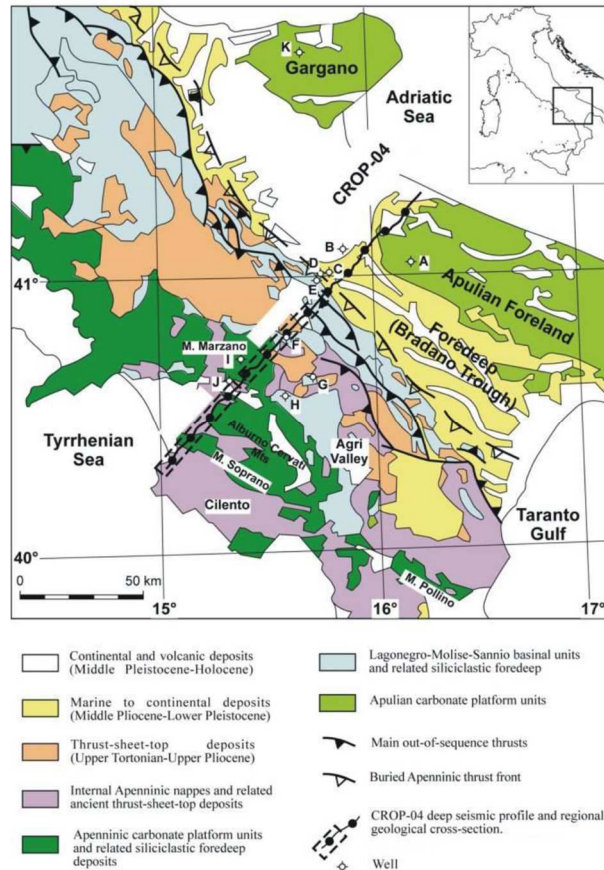 K
Gargano
Adriatic
Sea
CROP-04
B
A
D
C
41°
E
Apulian Foreland
Foredeep
(Bradano Trough)
M. Marzano
F
I
J
G
H
Tyrrhenian
Sea
Alburno Cervati
Mts
Agri
Valley
M. Soprano
Cilento
Taranto
Gulf
40°
M. Pollino
0
50 km
15°
16°
17°
Continental and volcanic deposits
(Middle Pleistocene-Holocene)
Marine to continental deposits
(Middle Pliocene-Lower Pleistocene)
Thrust-sheet-top deposits
(Upper Tortonian-Upper Pliocene)
Internal Apenninic nappes and related
ancient thrust-sheet-top deposits
Apenninic carbonate platform units
and related siliciclastic foredeep
deposits
Lagonegro-Molise-Sannio basinal units
and related siliciclastic foredeep
Apulian carbonate platform units
Main out-of-sequence thrusts
Buried Apenninic thrust front
CROP-04 deep seismic profile and regional
geological cross-section.
Well